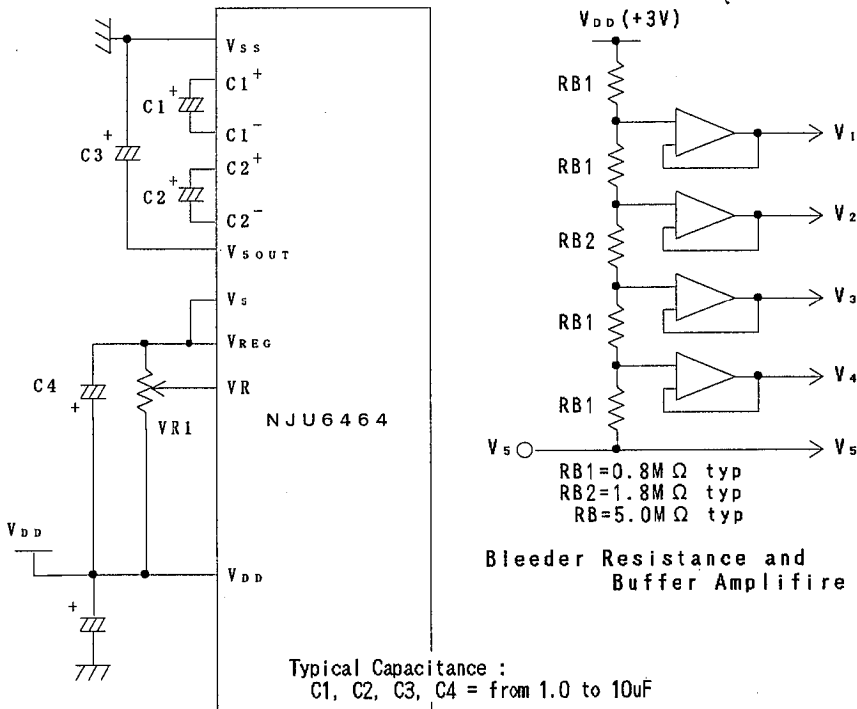 VSS
C1+
+
C1
C1-
+
C3
C2+
+
C2
C2-
V5OUT
V5
VREG
C4
+
VR
VR1
NJU6464
VDD
VDD
+
VDD(+3V)
RB1
V1
RB1
V2
RB2
V3
RB1
V4
RB1
V5
V5
RB1=0.8MΩ typ
RB2=1.8MΩ typ
RB=5.0MΩ typ
Bleeder Resistance and
Buffer Amplifire
Typical Capacitance :
C1, C2, C3, C4 = from 1.0 to 10uF